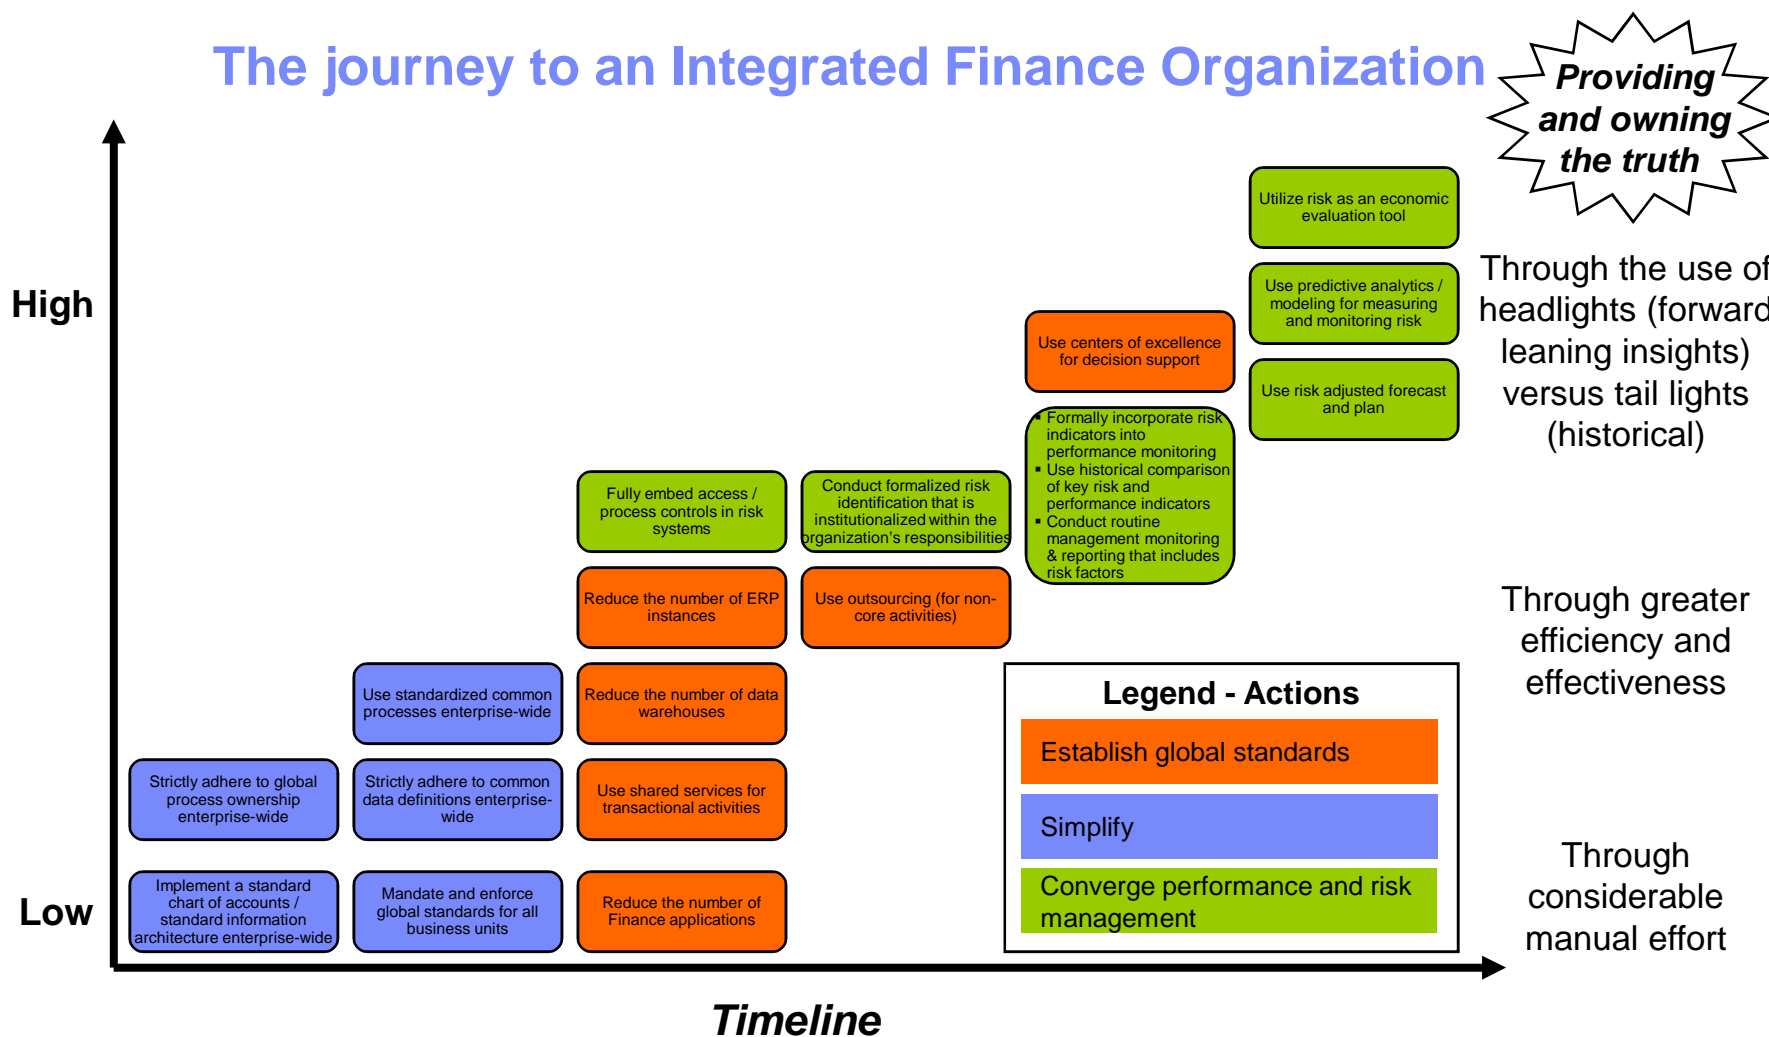 The journey to an Integrated Finance Organization
Providing
and owning
the truth
High
Low
Utilize risk as an economic
evaluation tool
Use predictive analytics /
modeling for measuring
and monitoring risk
Use risk adjusted forecast
and plan
Use centers of excellence
for decision support
▪ Formally incorporate risk
indicators into
performance monitoring
▪ Use historical comparison
of key risk and
performance indicators
▪ Conduct routine
management monitoring
& reporting that includes
risk factors
Fully embed access /
process controls in risk
systems
Conduct formalized risk
identification that is
institutionalized within the
organization’s responsibilities
Reduce the number of ERP
instances
Use outsourcing (for non-
core activities)
Use standardized common
processes enterprise-wide
Reduce the number of data
warehouses
Strictly adhere to global
process ownership
enterprise-wide
Strictly adhere to common
data definitions enterprise-
wide
Use shared services for
transactional activities
Implement a standard
chart of accounts /
standard information
architecture enterprise-wide
Mandate and enforce
global standards for all
business units
Reduce the number of
Finance applications
Through the use of
headlights (forward
leaning insights)
versus tail lights
(historical)
Through greater
efficiency and
effectiveness
Through
considerable
manual effort
Legend - Actions
Establish global standards
Simplify
Converge performance and risk
management
Timeline